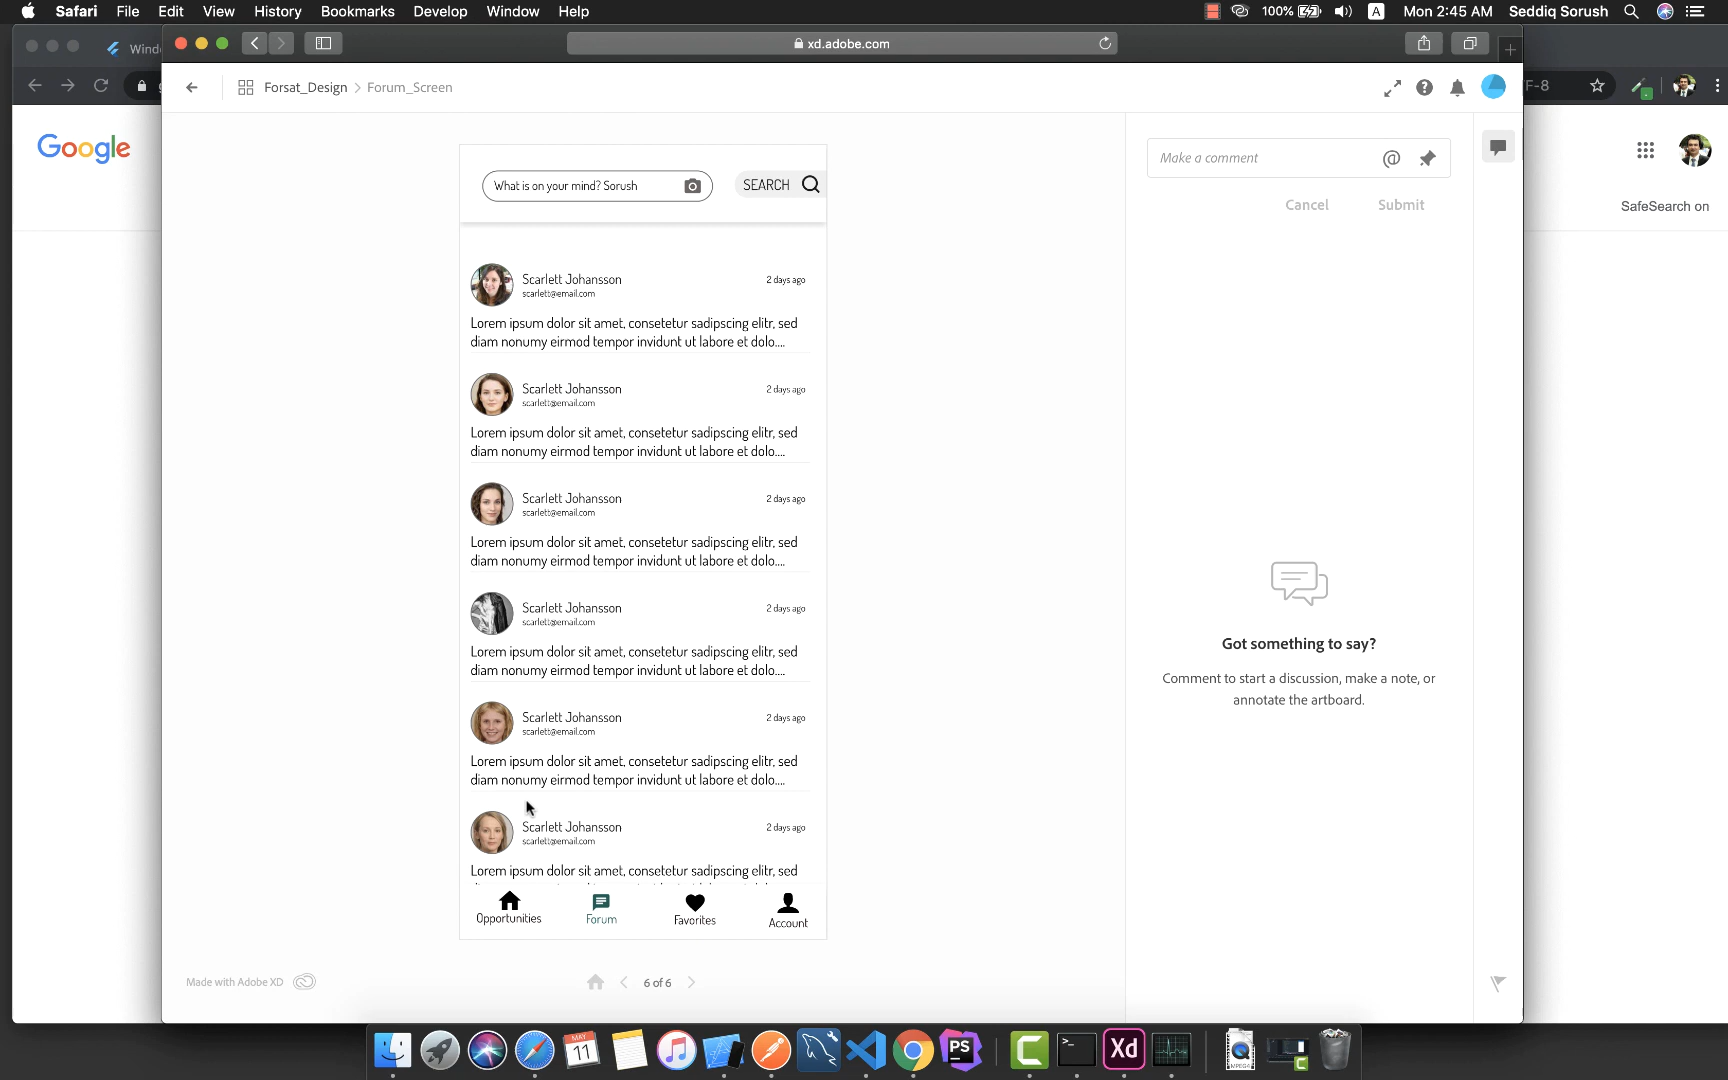 Safari File Edit View History Bookmarks Develop Window Help
100% A Mon 2:45 AM Seddiq Sorush
xd.adobe.com
Forsat_Design > Forum_Screen
F-8
Google
SafeSearch on
What is on your mind? Sorush
SEARCH
Make a comment
@
Cancel Submit
Scarlett Johansson 2 days ago
scarlett@email.com
Lorem ipsum dolor sit amet, consetetur sadipscing elitr, sed
diam nonumy eirmod tempor invidunt ut labore et dolo....
Scarlett Johansson 2 days ago
scarlett@email.com
Lorem ipsum dolor sit amet, consetetur sadipscing elitr, sed
diam nonumy eirmod tempor invidunt ut labore et dolo....
Scarlett Johansson 2 days ago
scarlett@email.com
Lorem ipsum dolor sit amet, consetetur sadipscing elitr, sed
diam nonumy eirmod tempor invidunt ut labore et dolo....
Scarlett Johansson 2 days ago
scarlett@email.com
Lorem ipsum dolor sit amet, consetetur sadipscing elitr, sed
diam nonumy eirmod tempor invidunt ut labore et dolo....
Scarlett Johansson 2 days ago
scarlett@email.com
Lorem ipsum dolor sit amet, consetetur sadipscing elitr, sed
diam nonumy eirmod tempor invidunt ut labore et dolo....
Scarlett Johansson 2 days ago
scarlett@email.com
Lorem ipsum dolor sit amet, consetetur sadipscing elitr, sed
Opportunities Forum Favorites Account
Got something to say?
Comment to start a discussion, make a note, or
annotate the artboard.
Made with Adobe XD
6 of 6
MAY
11
PS
C
Xd
MPEG4